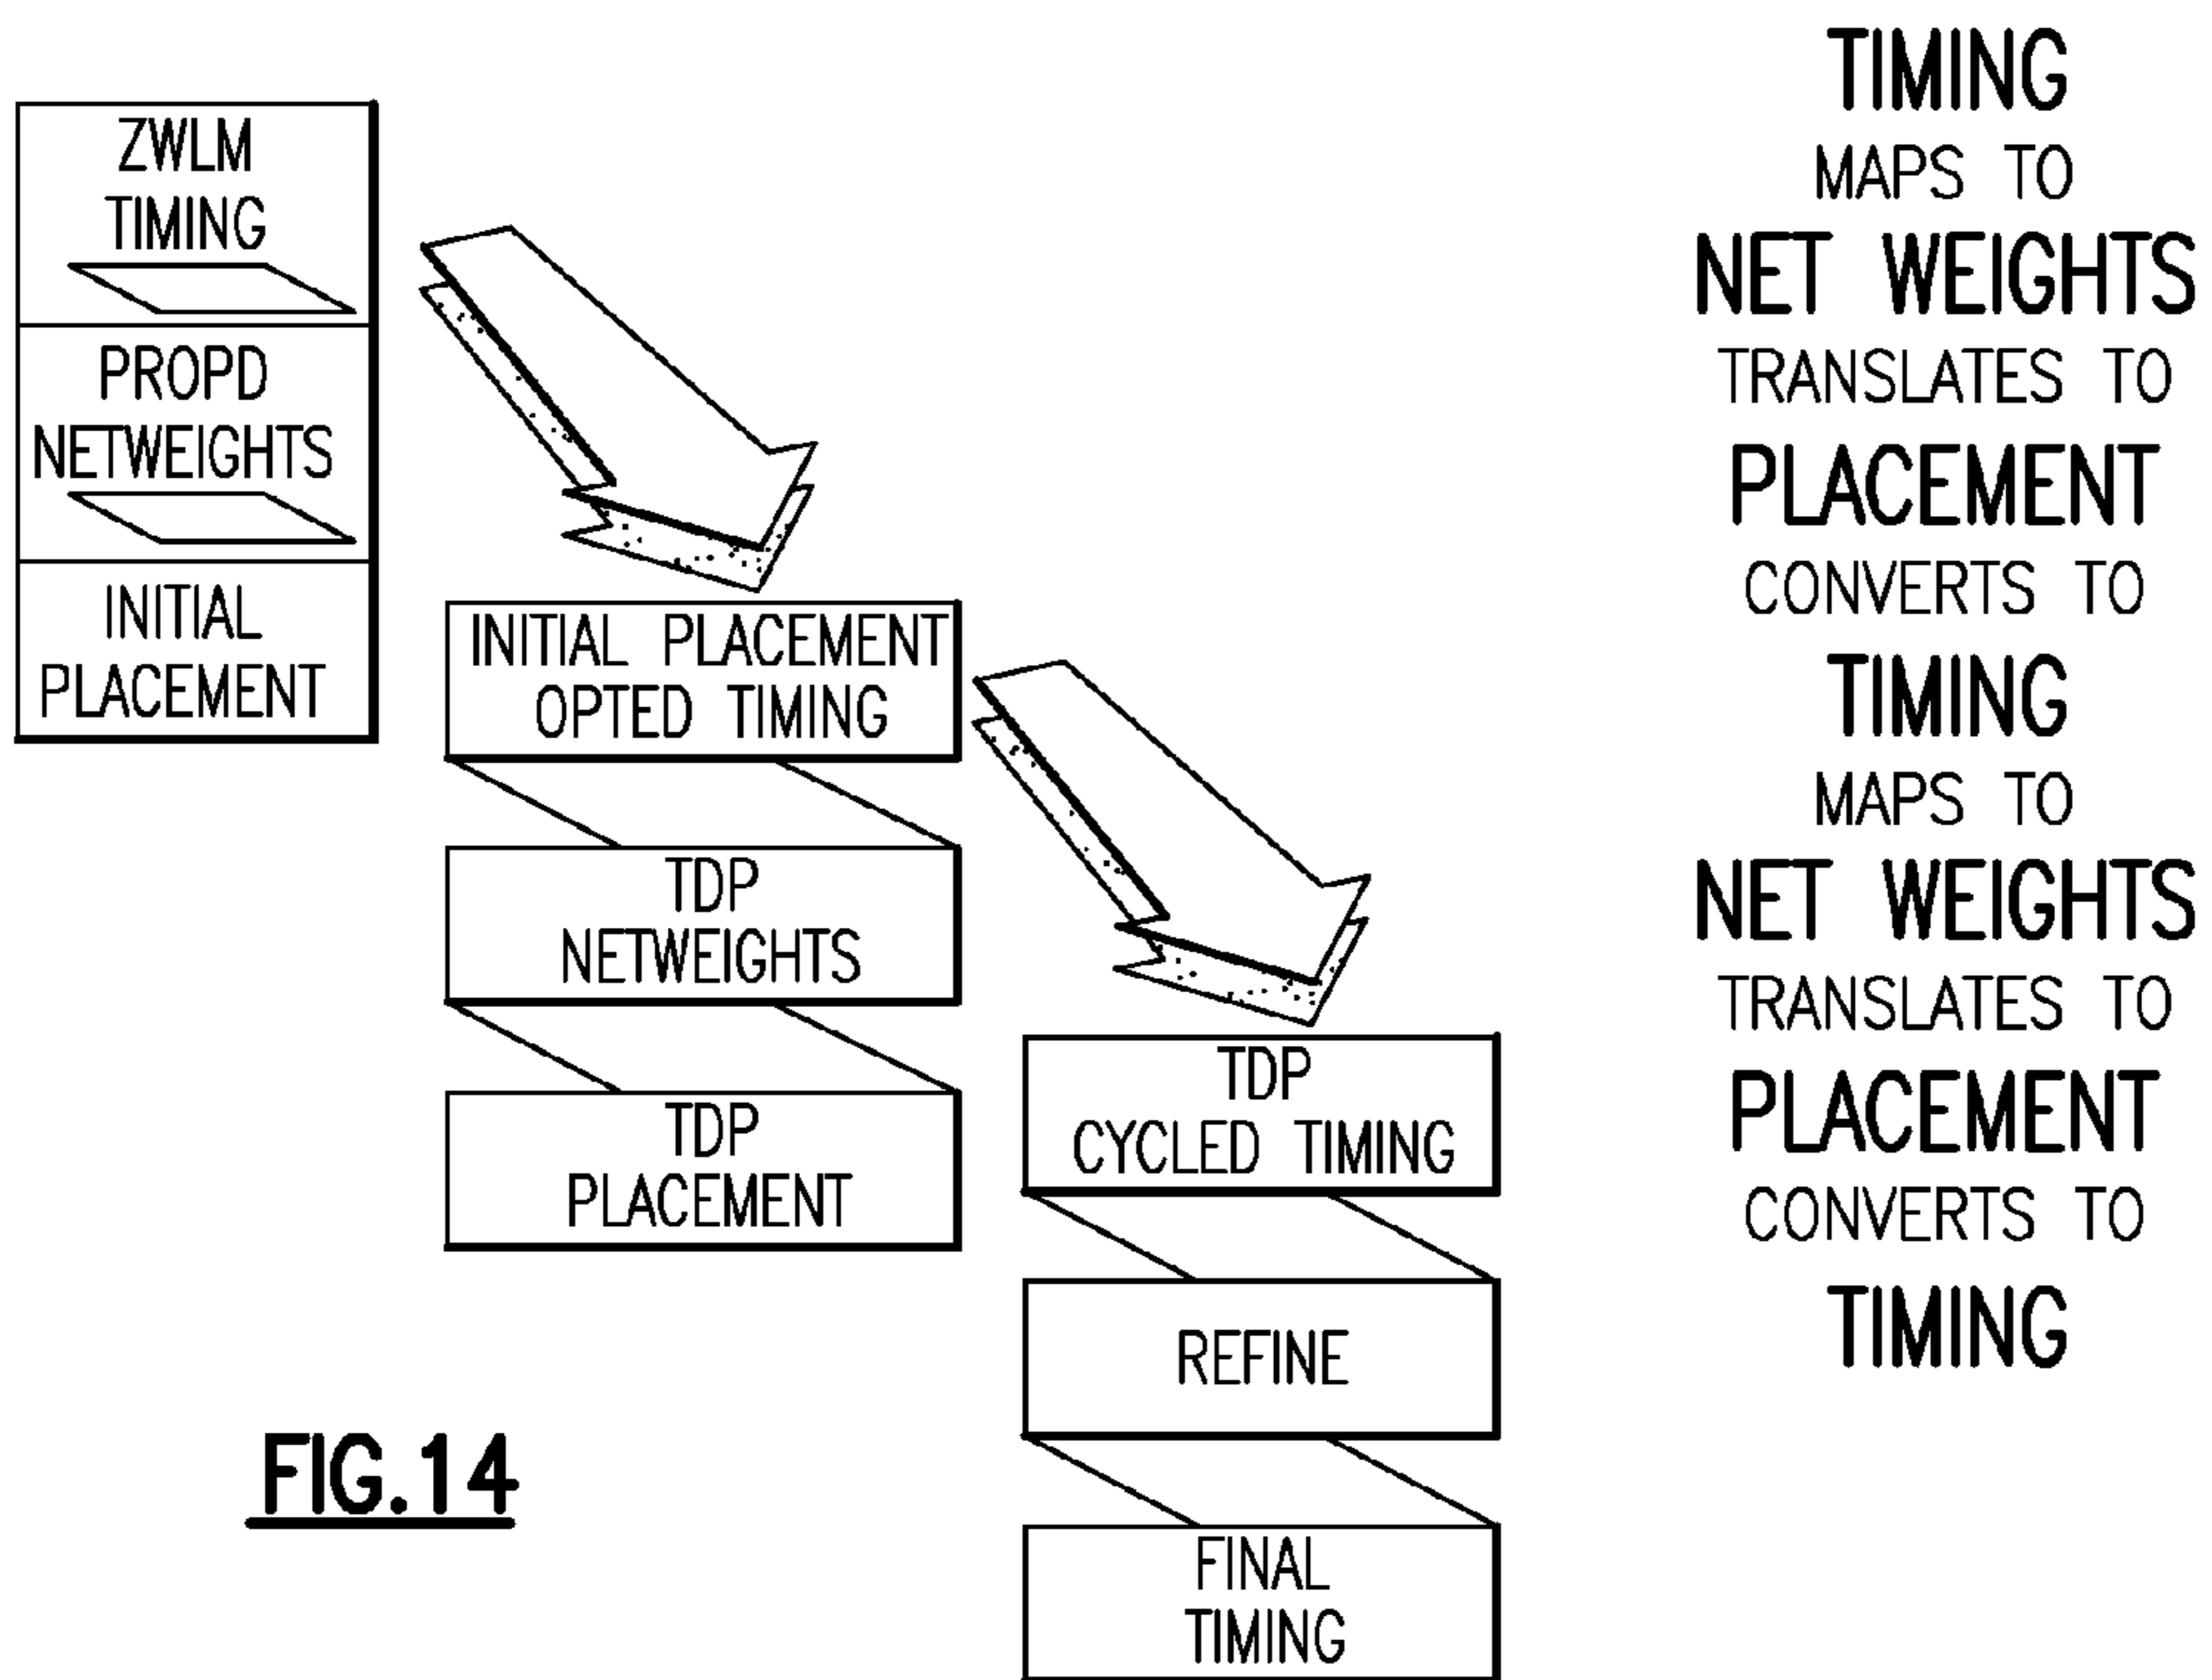 ZWLM
TIMING
PROPD
NETWEIGHTS
INITIAL
PLACEMENT
INITIAL PLACEMENT
OPTED TIMING
TDP
NETWEIGHTS
TDP
PLACEMENT
TDP
CYCLED TIMING
REFINE
FINAL
TIMING
TIMING
MAPS TO
NET WEIGHTS
TRANSLATES TO
PLACEMENT
CONVERTS TO
TIMING
MAPS TO
NET WEIGHTS
TRANSLATES TO
PLACEMENT
CONVERTS TO
TIMING
FIG.14